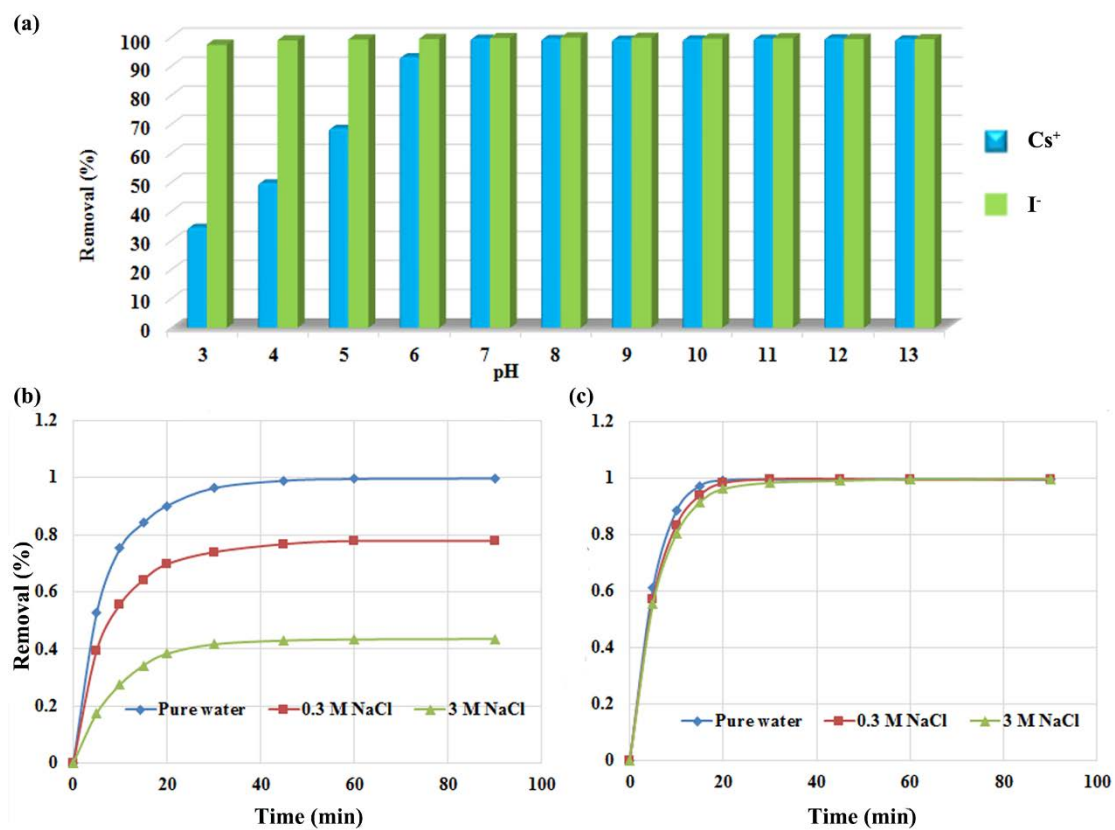 (a)
100
90
80
70
60
50
40
30
20
10
0
Removal (%)
3 4 5 6 7 8 9 10 11 12 13
pH
Cs⁺
I⁻
(b)
1.2
1
0.8
0.6
0.4
0.2
0
Removal (%)
Pure water 0.3 M NaCl 3 M NaCl
0 20 40 60 80 100
Time (min)
(c)
1.2
1
0.8
0.6
0.4
0.2
0
Pure water 0.3 M NaCl 3 M NaCl
0 20 40 60 80 100
Time (min)